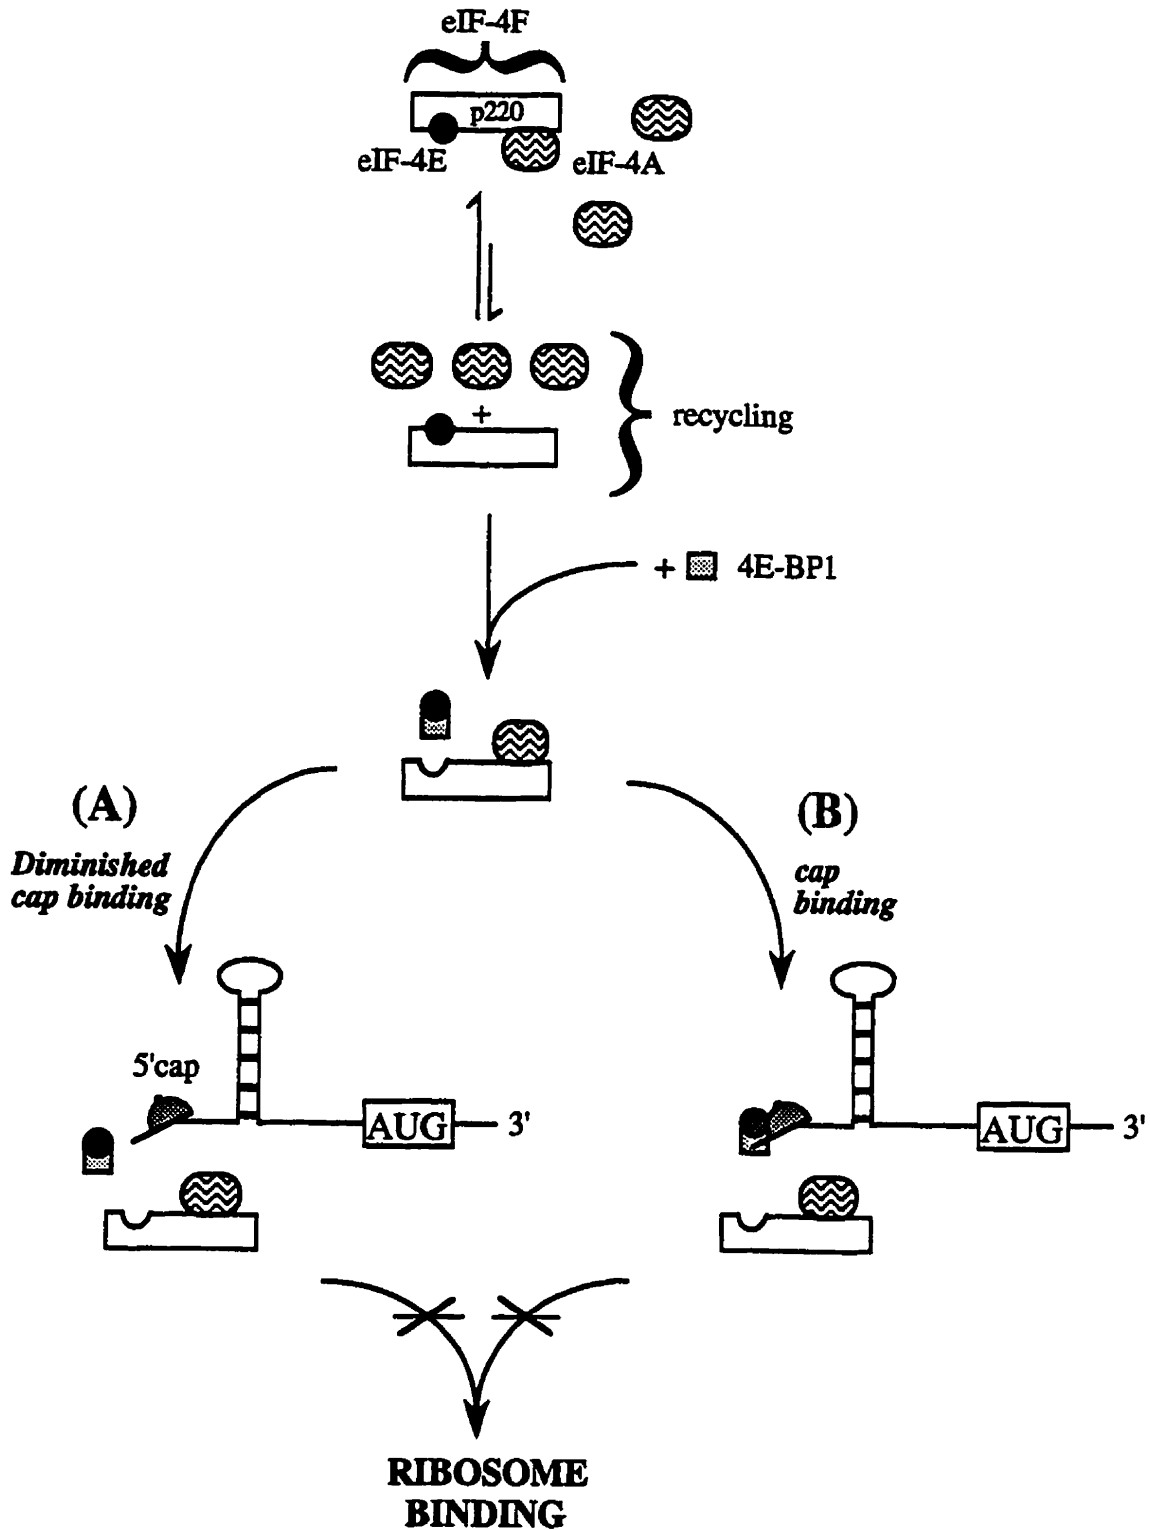 eIF-4F
p220
eIF-4E
eIF-4A
+
recycling
+ 4E-BP1
(A)
Diminished
cap binding
(B)
cap
binding
5'cap
AUG 3'
AUG 3'
RIBOSOME
BINDING